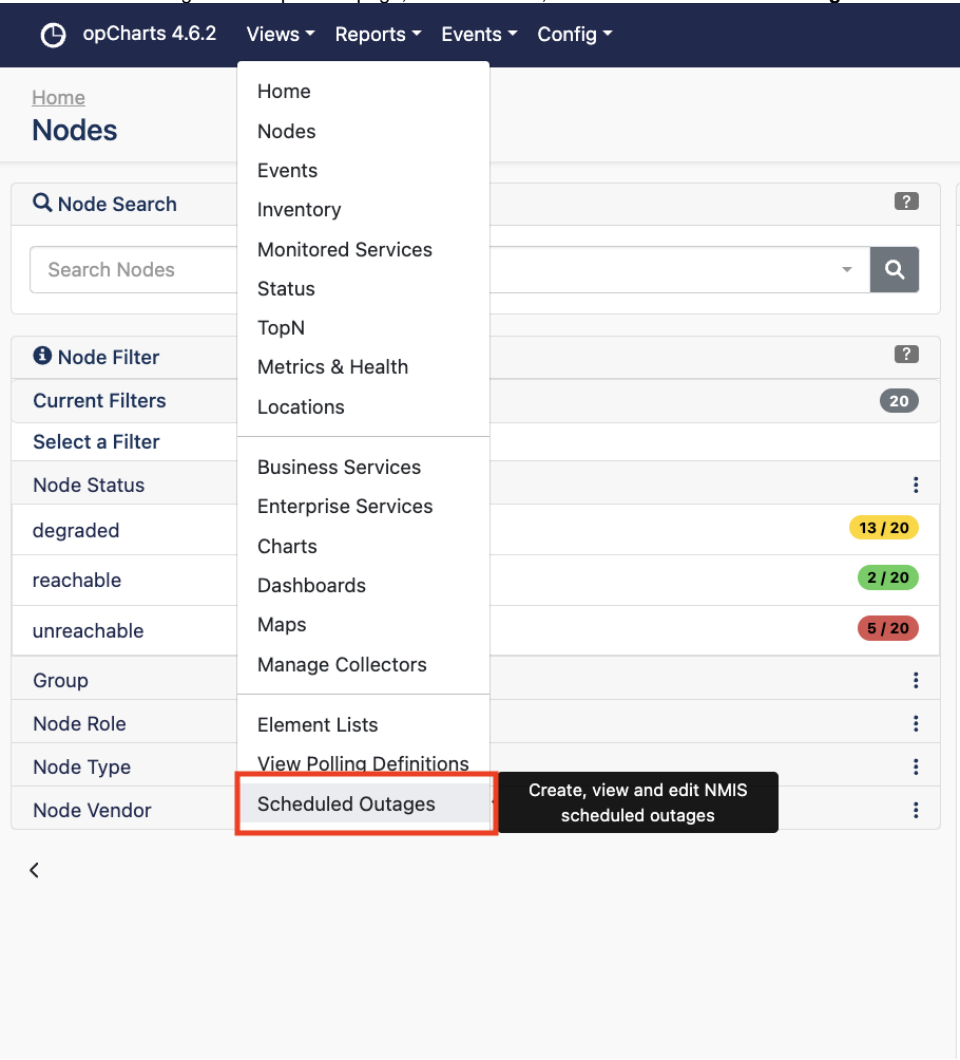 opCharts 4.6.2 Views Reports Events Config
Home
Nodes
Home
Nodes
Events
Inventory
Monitored Services
Status
TopN
Metrics & Health
Locations
Business Services
Enterprise Services
Charts
Dashboards
Maps
Manage Collectors
Element Lists
View Polling Definitions
Scheduled Outages
Create, view and edit NMIS
scheduled outages
Node Search ?
Search Nodes
Node Filter ?
Current Filters 20
Select a Filter
Node Status
degraded 13 / 20
reachable 2 / 20
unreachable 5 / 20
Group
Node Role
Node Type
Node Vendor